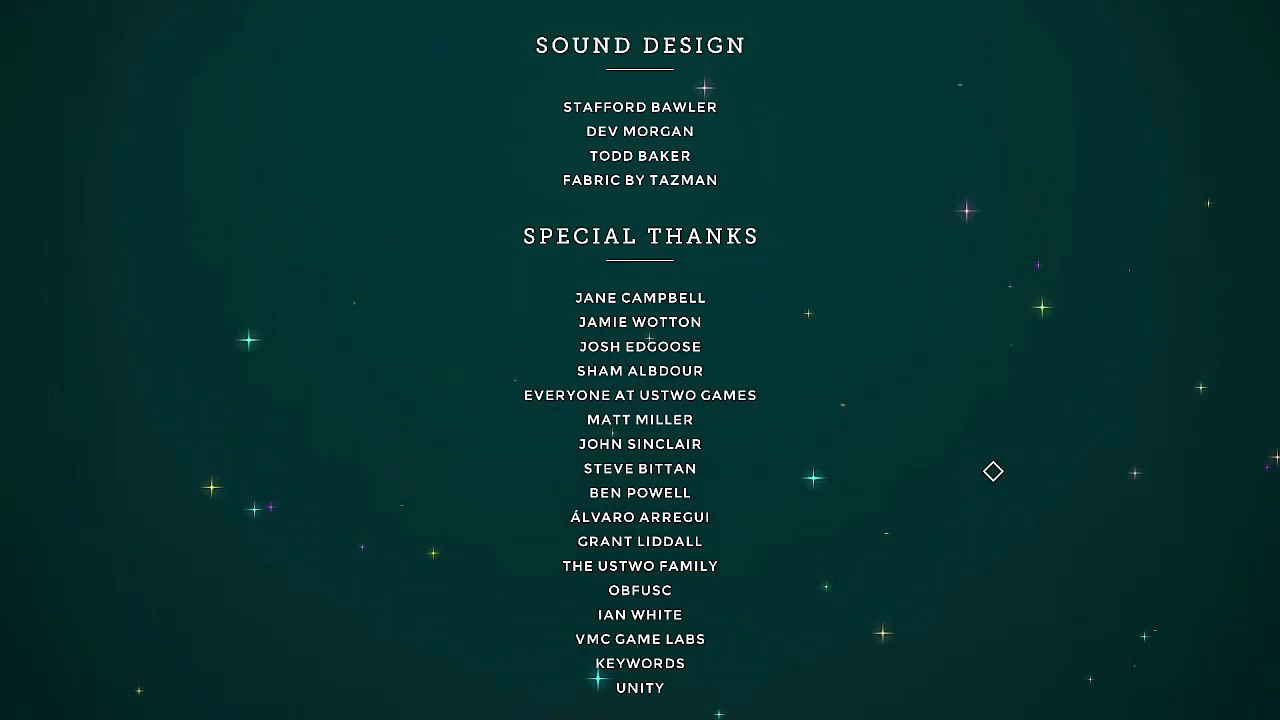 SOUND DESIGN
STAFFORD BAWLER
DEV MORGAN
TODD BAKER
FABRIC BY TAZMAN
SPECIAL THANKS
JANE CAMPBELL
JAMIE WOTTON
JOSH EDGOOSE
SHAM ALBDOUR
EVERYONE AT USTWO GAMES
MATT MILLER
JOHN SINCLAIR
STEVE BITTAN
BEN POWELL
ÁLVARO ARREGUI
GRANT LIDDALL
THE USTWO FAMILY
OBFUSC
IAN WHITE
VMC GAME LABS
KEYWORDS
UNITY